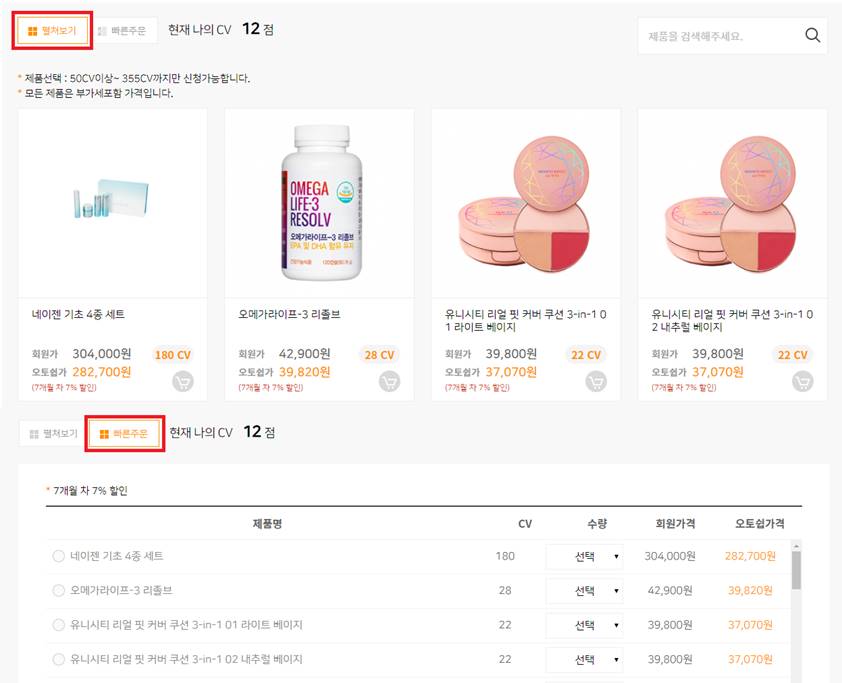 펼쳐보기 빠른주문 현재 나의 CV 12 점
제품을 검색해주세요.
* 제품선택 : 50CV이상~ 355CV까지만 신청가능합니다.
* 모든 제품은 부가세포함 가격입니다.
OMEGA
LIFE-3
RESOLV
오메가라이프-3 리졸브
EPA 및 DHA 함유 유지
네이젠 기초 4종 세트
회원가 304,000원 180 CV
오토쉽가 282,700원
(7개월 차 7% 할인)
오메가라이프-3 리졸브
회원가 42,900원 28 CV
오토쉽가 39,820원
(7개월 차 7% 할인)
유니시티 리얼 핏 커버 쿠션 3-in-1 0
1 라이트 베이지
회원가 39,800원 22 CV
오토쉽가 37,070원
(7개월 차 7% 할인)
유니시티 리얼 핏 커버 쿠션 3-in-1 0
2 내추럴 베이지
회원가 39,800원 22 CV
오토쉽가 37,070원
(7개월 차 7% 할인)
펼쳐보기 빠른주문 현재 나의 CV 12 점
* 7개월 차 7% 할인
제품명 CV 수량 회원가격 오토쉽가격
네이젠 기초 4종 세트 180 선택 304,000원 282,700원
오메가라이프-3 리졸브 28 선택 42,900원 39,820원
유니시티 리얼 핏 커버 쿠션 3-in-1 01 라이트 베이지 22 선택 39,800원 37,070원
유니시티 리얼 핏 커버 쿠션 3-in-1 02 내추럴 베이지 22 선택 39,800원 37,070원